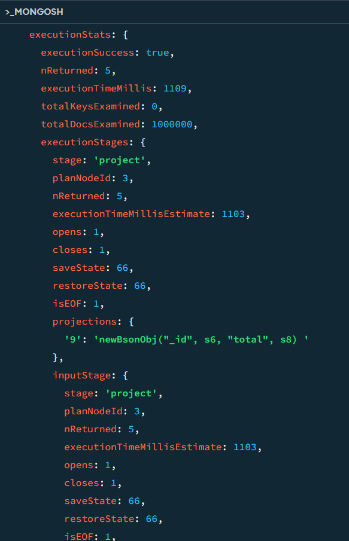 >_MONGOSH
executionStats: {
executionSuccess: true,
nReturned: 5,
executionTimeMillis: 1109,
totalKeysExamined: 0,
totalDocsExamined: 1000000,
executionStages: {
stage: 'project',
planNodeId: 3,
nReturned: 5,
executionTimeMillisEstimate: 1103,
opens: 1,
closes: 1,
saveState: 66,
restoreState: 66,
isEOF: 1,
projections: {
'9': 'newBsonObj("_id", s6, "total", s8) '
},
inputStage: {
stage: 'project',
planNodeId: 3,
nReturned: 5,
executionTimeMillisEstimate: 1103,
opens: 1,
closes: 1,
saveState: 66,
restoreState: 66,
isEOF: 1,